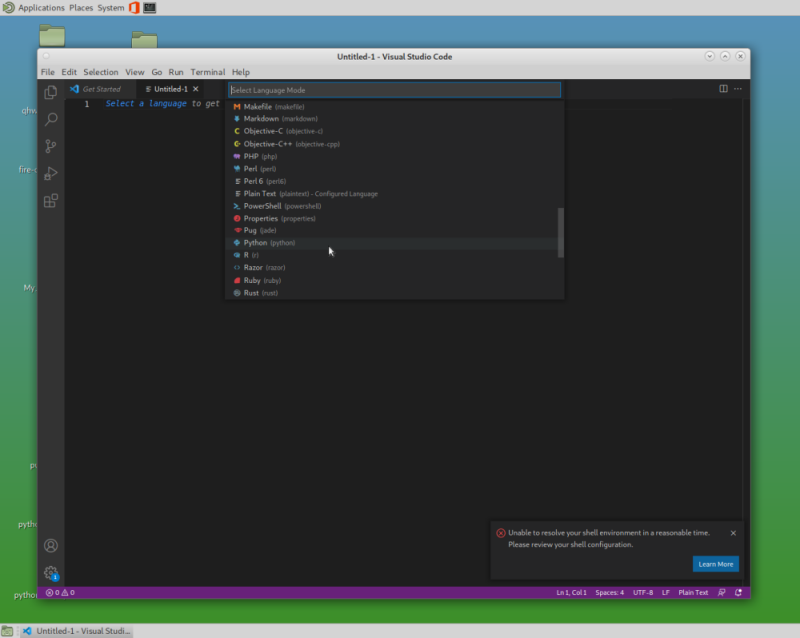 Applications Places System
Untitled-1 - Visual Studio Code
File Edit Selection View Go Run Terminal Help
Get Started
Untitled-1
Select Language Mode
1 Select a language to get
Makefile (makefile)
Markdown (markdown)
Objective-C (objective-c)
Objective-C++ (objective-cpp)
PHP (php)
Perl (perl)
Perl 6 (perl6)
Plain Text (plaintext) - Configured Language
PowerShell (powershell)
Properties (properties)
Pug (jade)
Python (python)
R (r)
Razor (razor)
Ruby (ruby)
Rust (rust)
qhw
fire-
My
pu
pytho
pytho
Unable to resolve your shell environment in a reasonable time.
Please review your shell configuration.
Learn More
1
0 0
Ln 1, Col 1 Spaces: 4 UTF-8 LF Plain Text
Untitled-1 - Visual Studi...